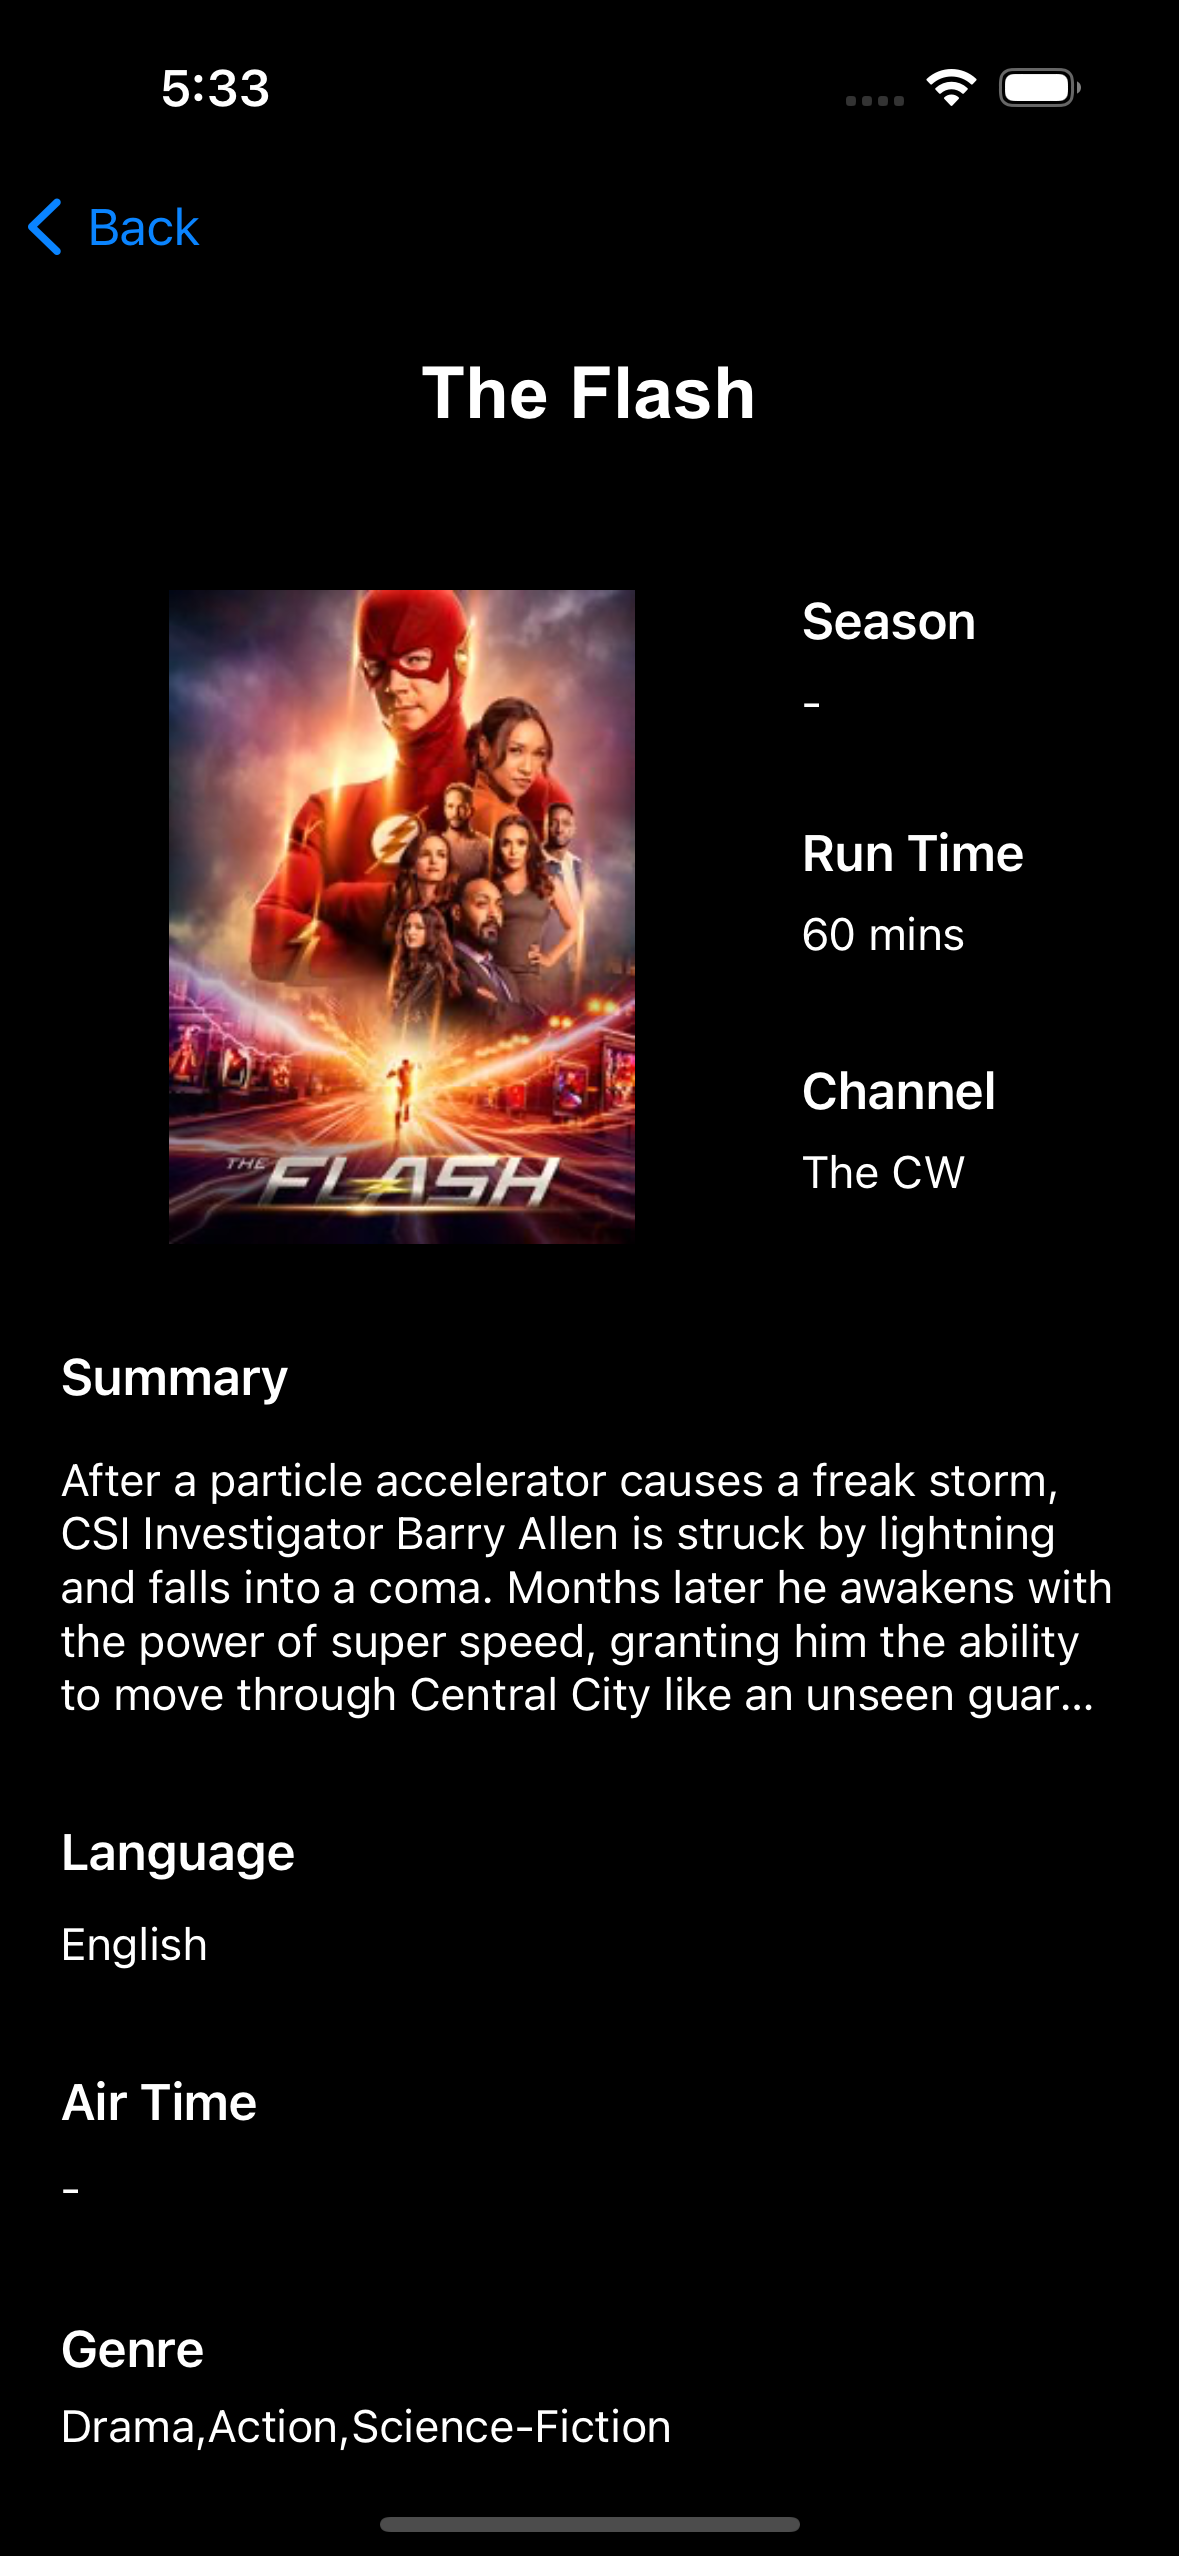 5:33
Back
The Flash
THE FLASH
Season
-
Run Time
60 mins
Channel
The CW
Summary
After a particle accelerator causes a freak storm,
CSI Investigator Barry Allen is struck by lightning
and falls into a coma. Months later he awakens with
the power of super speed, granting him the ability
to move through Central City like an unseen guar...
Language
English
Air Time
-
Genre
Drama,Action,Science-Fiction